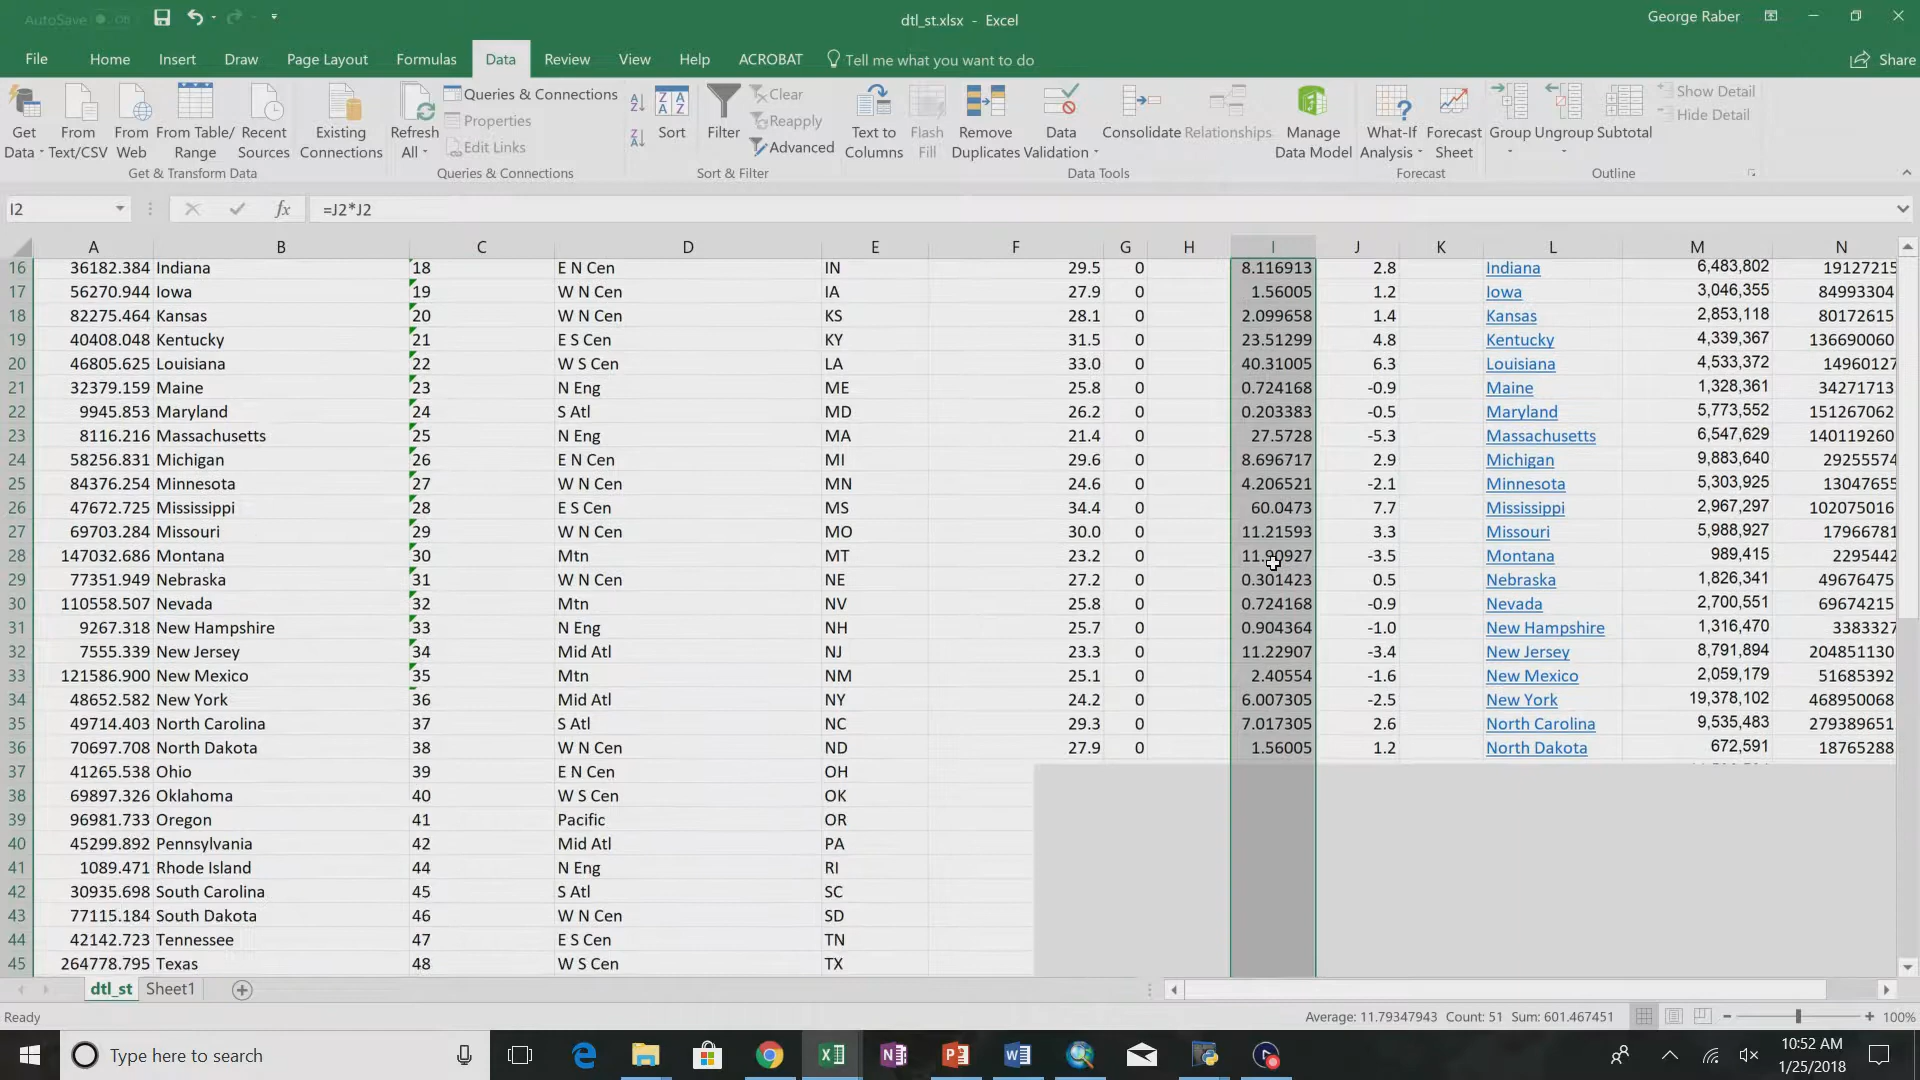 AutoSave Off
dtl_st.xlsx - Excel
George Raber
File Home Insert Draw Page Layout Formulas Data Review View Help ACROBAT Tell me what you want to do Share
Get Data
From Text/CSV
From Web
From Table/ Range
Recent Sources
Existing Connections
Get & Transform Data
Refresh All
Queries & Connections
Properties
Edit Links
Queries & Connections
Sort
Filter
Clear
Reapply
Advanced
Sort & Filter
Text to Columns
Flash Fill
Remove Duplicates
Data Validation
Consolidate
Relationships
Manage Data Model
Data Tools
What-If Analysis
Forecast Sheet
Forecast
Group
Ungroup
Subtotal
Show Detail
Hide Detail
Outline
I2 fx =J2*J2
A B C D E F G H I J K L M N
16 36182.384 Indiana 18 E N Cen IN 29.5 0 8.116913 2.8 Indiana 6,483,802 19127215
17 56270.944 Iowa 19 W N Cen IA 27.9 0 1.56005 1.2 Iowa 3,046,355 84993304
18 82275.464 Kansas 20 W N Cen KS 28.1 0 2.099658 1.4 Kansas 2,853,118 80172615
19 40408.048 Kentucky 21 E S Cen KY 31.5 0 23.51299 4.8 Kentucky 4,339,367 136690060
20 46805.625 Louisiana 22 W S Cen LA 33.0 0 40.31005 6.3 Louisiana 4,533,372 14960127
21 32379.159 Maine 23 N Eng ME 25.8 0 0.724168 -0.9 Maine 1,328,361 34271713
22 9945.853 Maryland 24 S Atl MD 26.2 0 0.203383 -0.5 Maryland 5,773,552 151267062
23 8116.216 Massachusetts 25 N Eng MA 21.4 0 27.5728 -5.3 Massachusetts 6,547,629 140119260
24 58256.831 Michigan 26 E N Cen MI 29.6 0 8.696717 2.9 Michigan 9,883,640 29255574
25 84376.254 Minnesota 27 W N Cen MN 24.6 0 4.206521 -2.1 Minnesota 5,303,925 13047655
26 47672.725 Mississippi 28 E S Cen MS 34.4 0 60.0473 7.7 Mississippi 2,967,297 102075016
27 69703.284 Missouri 29 W N Cen MO 30.0 0 11.21593 3.3 Missouri 5,988,927 17966781
28 147032.686 Montana 30 Mtn MT 23.2 0 -3.5 Montana 989,415 2295442
29 77351.949 Nebraska 31 W N Cen NE 27.2 0 0.301423 0.5 Nebraska 1,826,341 49676475
30 110558.507 Nevada 32 Mtn NV 25.8 0 0.724168 -0.9 Nevada 2,700,551 69674215
31 9267.318 New Hampshire 33 N Eng NH 25.7 0 0.904364 -1.0 New Hampshire 1,316,470 3383327
32 7555.339 New Jersey 34 Mid Atl NJ 23.3 0 11.22907 -3.4 New Jersey 8,791,894 204851130
33 121586.900 New Mexico 35 Mtn NM 25.1 0 2.40554 -1.6 New Mexico 2,059,179 51685392
34 48652.582 New York 36 Mid Atl NY 24.2 0 6.007305 -2.5 New York 19,378,102 468950068
35 49714.403 North Carolina 37 S Atl NC 29.3 0 7.017305 2.6 North Carolina 9,535,483 279389651
36 70697.708 North Dakota 38 W N Cen ND 27.9 0 1.56005 1.2 North Dakota 672,591 18765288
37 41265.538 Ohio 39 E N Cen OH
38 69897.326 Oklahoma 40 W S Cen OK
39 96981.733 Oregon 41 Pacific OR
40 45299.892 Pennsylvania 42 Mid Atl PA
41 1089.471 Rhode Island 44 N Eng RI
42 30935.698 South Carolina 45 S Atl SC
43 77115.184 South Dakota 46 W N Cen SD
44 42142.723 Tennessee 47 E S Cen TN
45 264778.795 Texas 48 W S Cen TX
dtl_st Sheet1
Ready Average: 11.79347943 Count: 51 Sum: 601.467451 100%
Type here to search
10:52 AM
1/25/2018